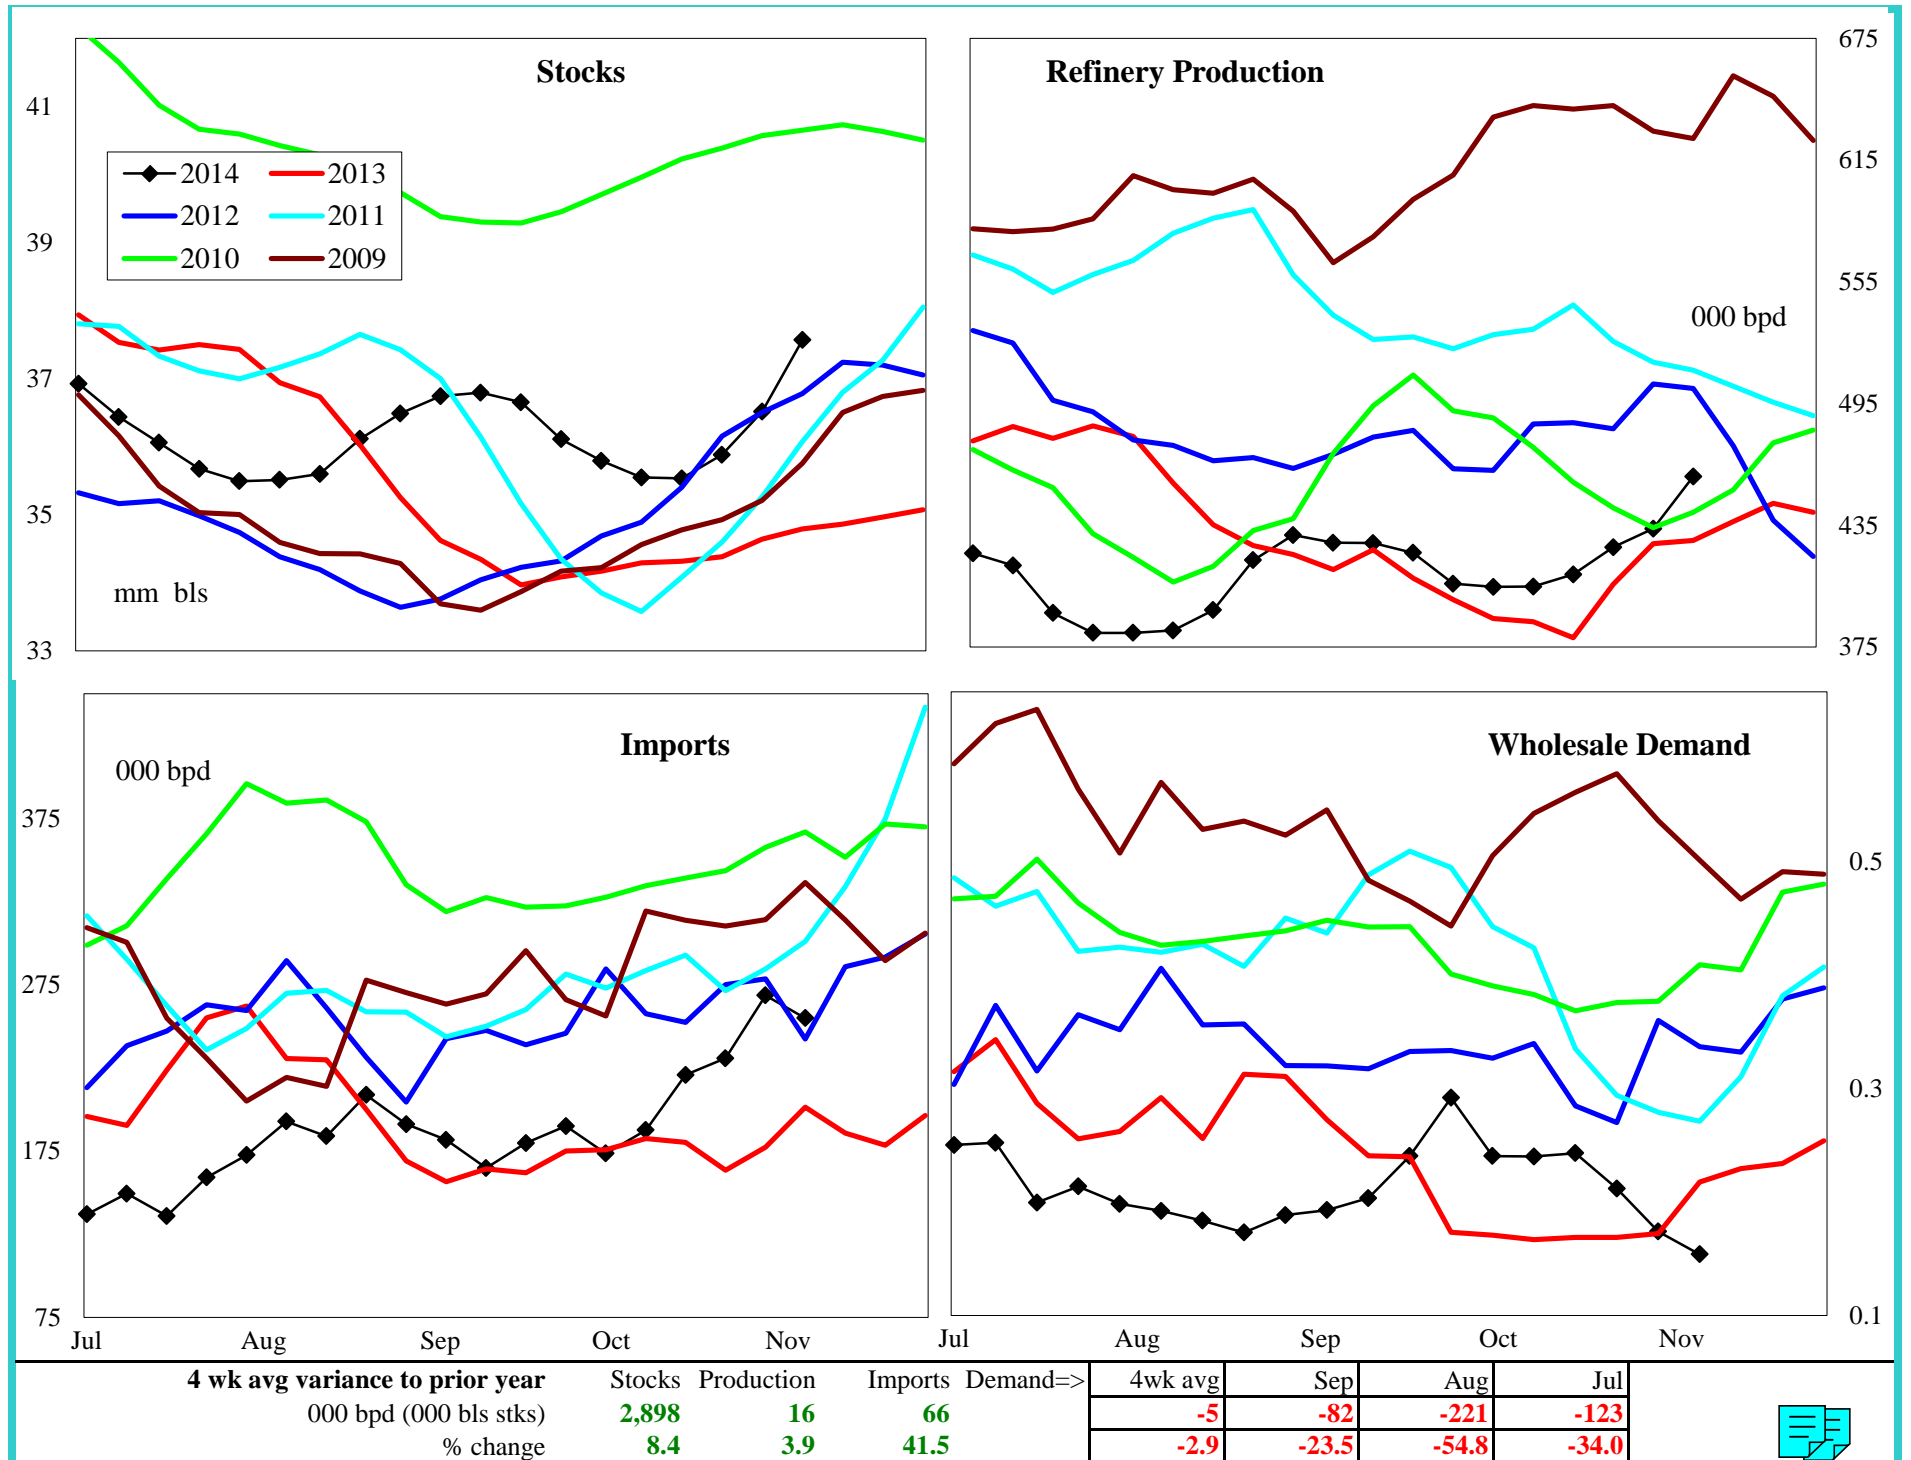 Stocks
41
39
37
35
33
2014 2013
2012 2011
2010 2009
mm bls
Refinery Production
675
615
555
495
435
375
000 bpd
Imports
000 bpd
375
275
175
75
Jul Aug Sep Oct Nov
Wholesale Demand
0.5
0.3
0.1
Jul Aug Sep Oct Nov
4 wk avg variance to prior year Stocks Production Imports Demand=> 4wk avg Sep Aug Jul
000 bpd (000 bls stks) 2,898 16 66 -5 -82 -221 -123
% change 8.4 3.9 41.5 -2.9 -23.5 -54.8 -34.0